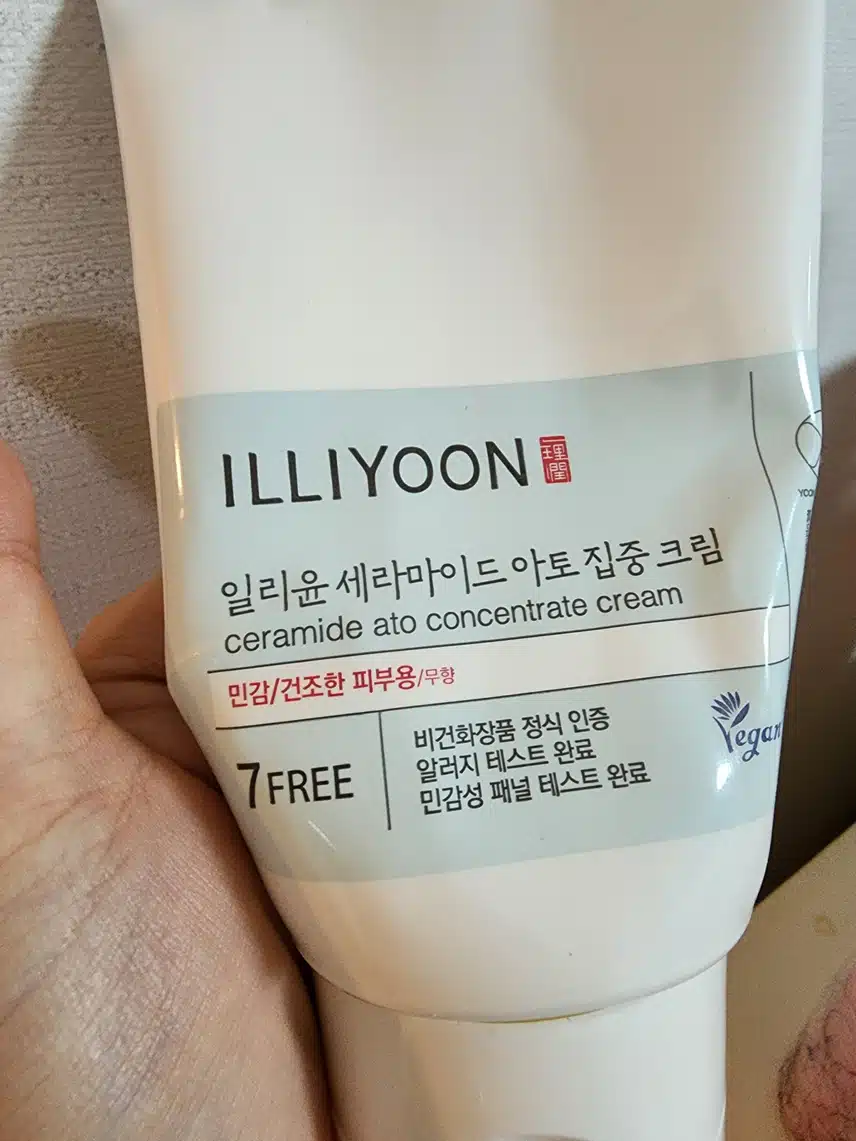 ILLIYOON
일리윤 세라마이드 아토 집중 크림
ceramide ato concentrate cream
민감/건조한 피부용/무향
7FREE
비건화장품 정식 인증
알러지 테스트 완료
민감성 패널 테스트 완료
Vegan